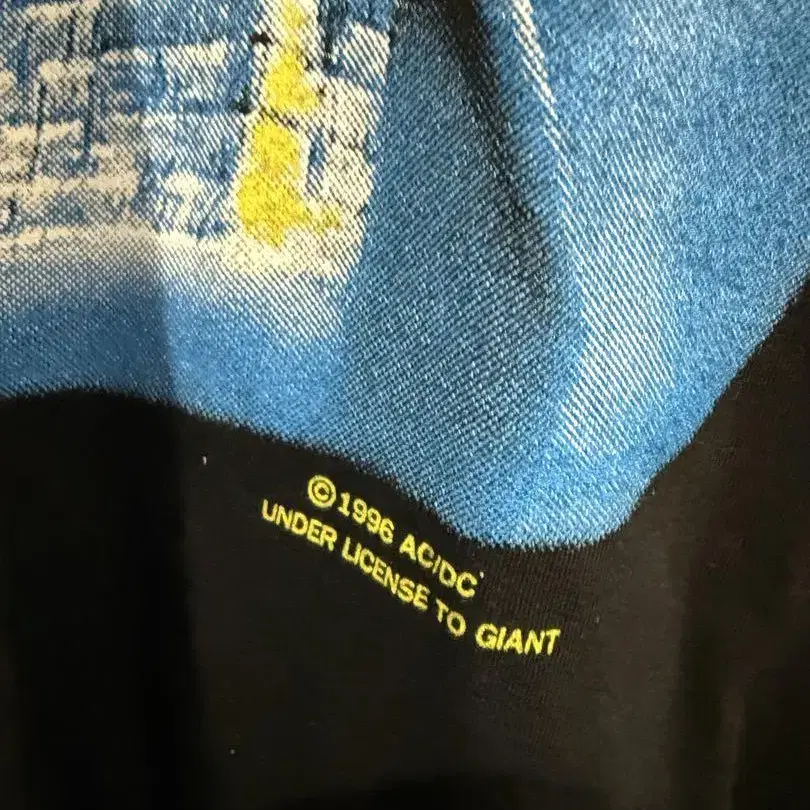 ©1996 AC/DC
UNDER LICENSE TO GIANT